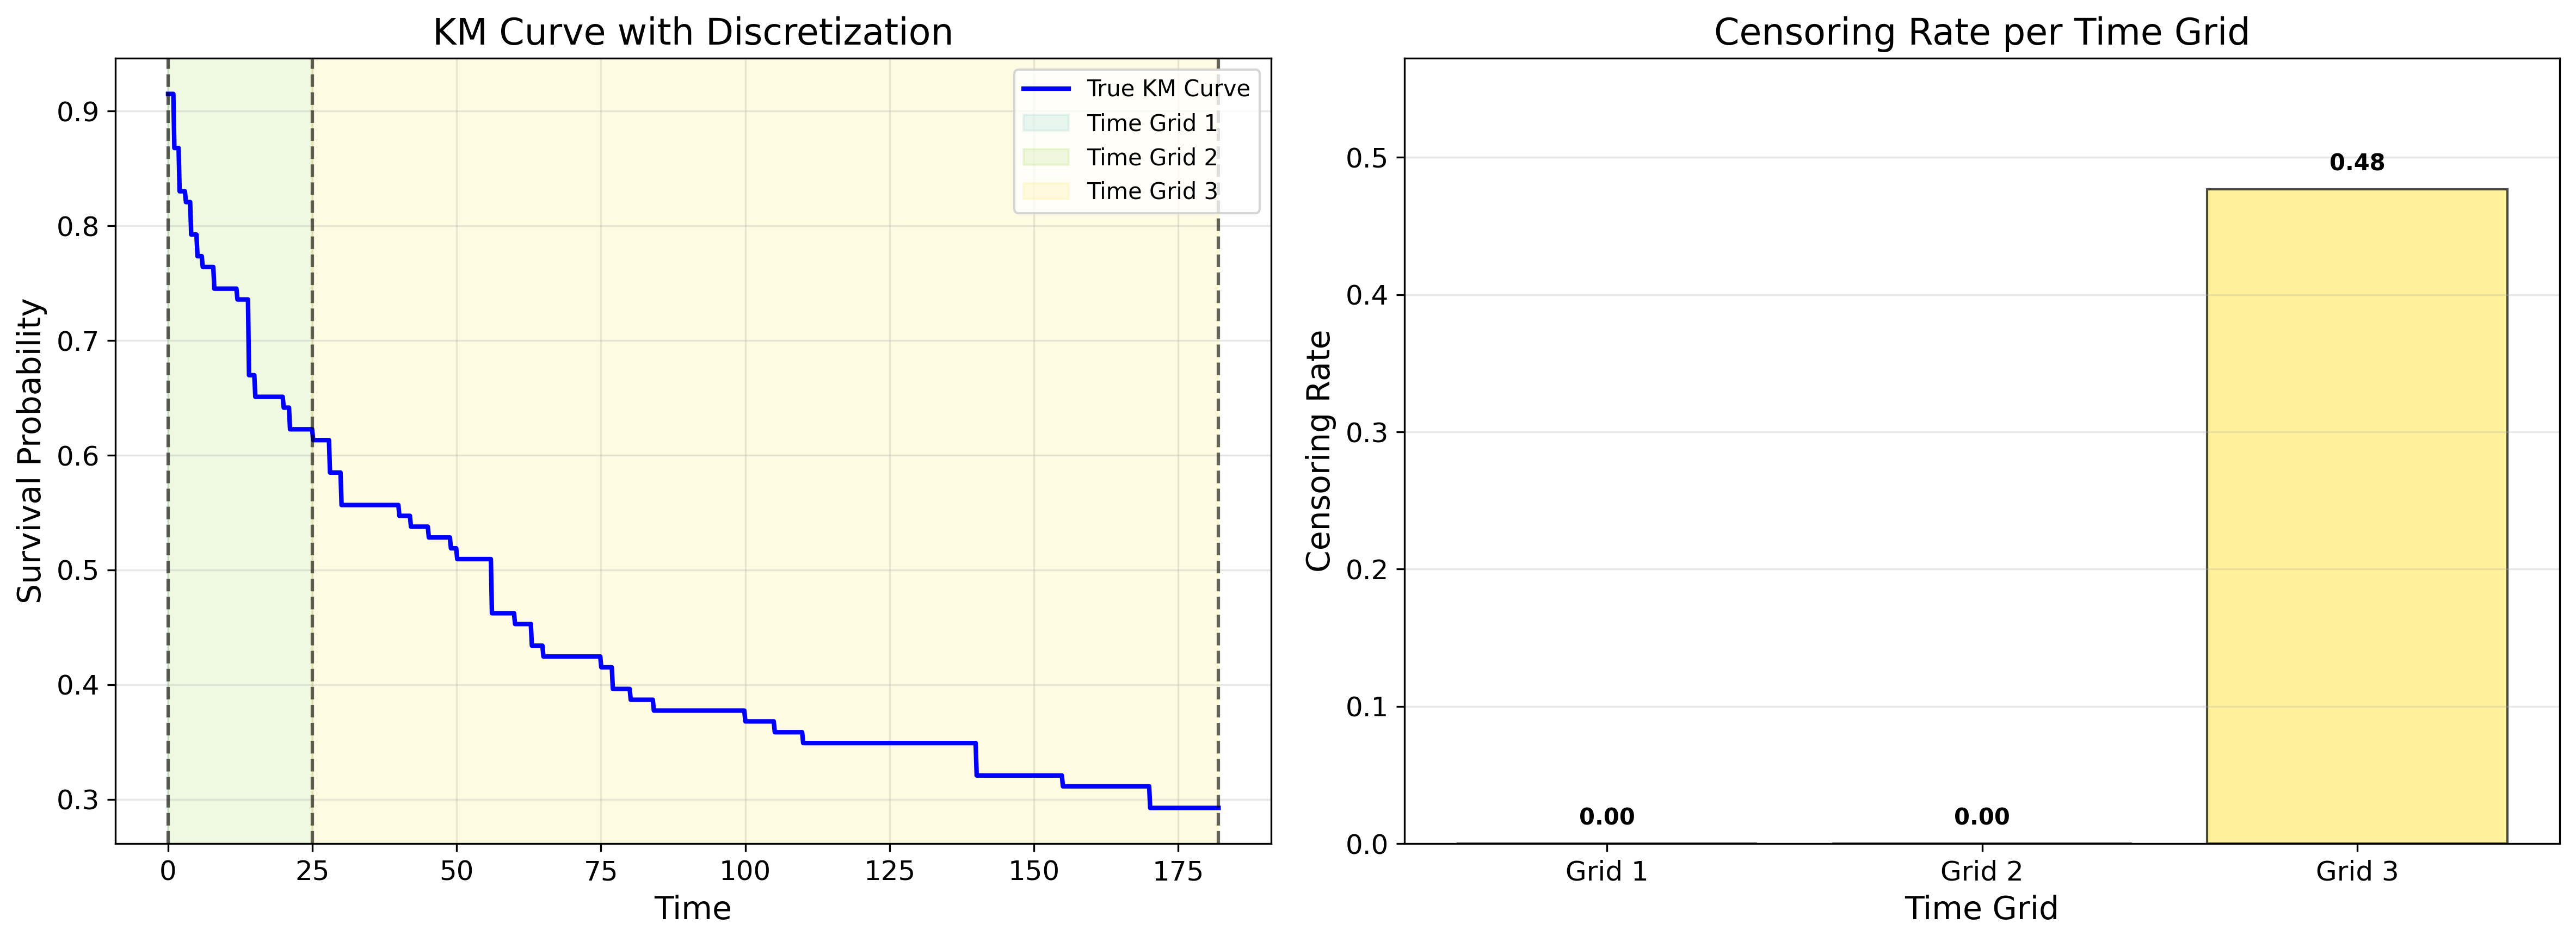 KM Curve with Discretization
Survival Probability
0.9
0.8
0.7
0.6
0.5
0.4
0.3
True KM Curve
Time Grid 1
Time Grid 2
Time Grid 3
0 25 50 75 100 125 150 175
Time
Censoring Rate per Time Grid
Censoring Rate
0.5
0.4
0.3
0.2
0.1
0.0
0.00 0.00 0.48
Grid 1 Grid 2 Grid 3
Time Grid